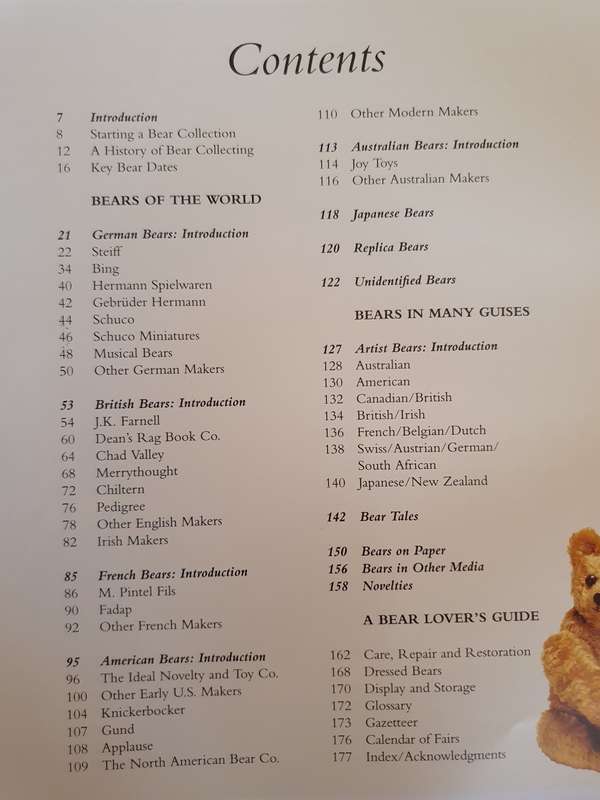 Contents
7 Introduction
8 Starting a Bear Collection
12 A History of Bear Collecting
16 Key Bear Dates
BEARS OF THE WORLD
21 German Bears: Introduction
22 Steiff
34 Bing
40 Hermann Spielwaren
42 Gebrüder Hermann
44 Schuco
46 Schuco Miniatures
48 Musical Bears
50 Other German Makers
53 British Bears: Introduction
54 J.K. Farnell
60 Dean's Rag Book Co.
64 Chad Valley
68 Merrythought
72 Chiltern
76 Pedigree
78 Other English Makers
82 Irish Makers
85 French Bears: Introduction
86 M. Pintel Fils
90 Fadap
92 Other French Makers
95 American Bears: Introduction
96 The Ideal Novelty and Toy Co.
100 Other Early U.S. Makers
104 Knickerbocker
107 Gund
108 Applause
109 The North American Bear Co.
110 Other Modern Makers
113 Australian Bears: Introduction
114 Joy Toys
116 Other Australian Makers
118 Japanese Bears
120 Replica Bears
122 Unidentified Bears
BEARS IN MANY GUISES
127 Artist Bears: Introduction
128 Australian
130 American
132 Canadian/British
134 British/Irish
136 French/Belgian/Dutch
138 Swiss/Austrian/German/
South African
140 Japanese/New Zealand
142 Bear Tales
150 Bears on Paper
156 Bears in Other Media
158 Novelties
A BEAR LOVER'S GUIDE
162 Care, Repair and Restoration
168 Dressed Bears
170 Display and Storage
172 Glossary
173 Gazetteer
176 Calendar of Fairs
177 Index/Acknowledgments